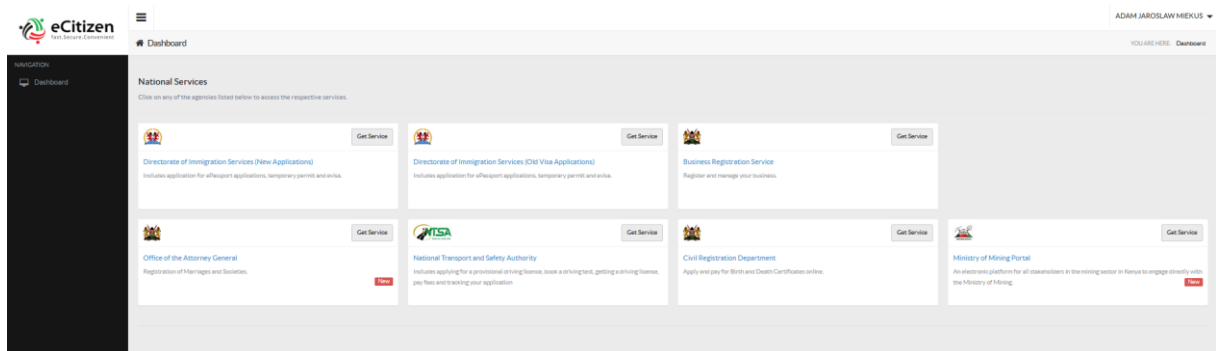 eCitizen
Fast.Secure.Convenient
ADAM JAROSLAW MIEKUS
Dashboard
YOU ARE HERE: Dashboard
NAVIGATION
Dashboard
National Services
Click on any of the agencies listed below to access the respective services.
Get Service
Directorate of Immigration Services (New Applications)
Includes application for ePassport applications, temporary permit and evisa.
Get Service
Directorate of Immigration Services (Old Visa Applications)
Includes application for ePassport applications, temporary permit and evisa.
Get Service
Business Registration Service
Register and manage your business.
Get Service
Office of the Attorney General
Registration of Marriages and Societies.
New
NTSA
Get Service
National Transport and Safety Authority
Includes applying for a provisional driving license, book a driving test, getting a driving license,
pay fees and tracking your application
Get Service
Civil Registration Department
Apply and pay for Birth and Death Certificates online.
Get Service
Ministry of Mining Portal
An electronic platform for all stakeholders in the mining sector in Kenya to engage directly with
the Ministry of Mining.
New